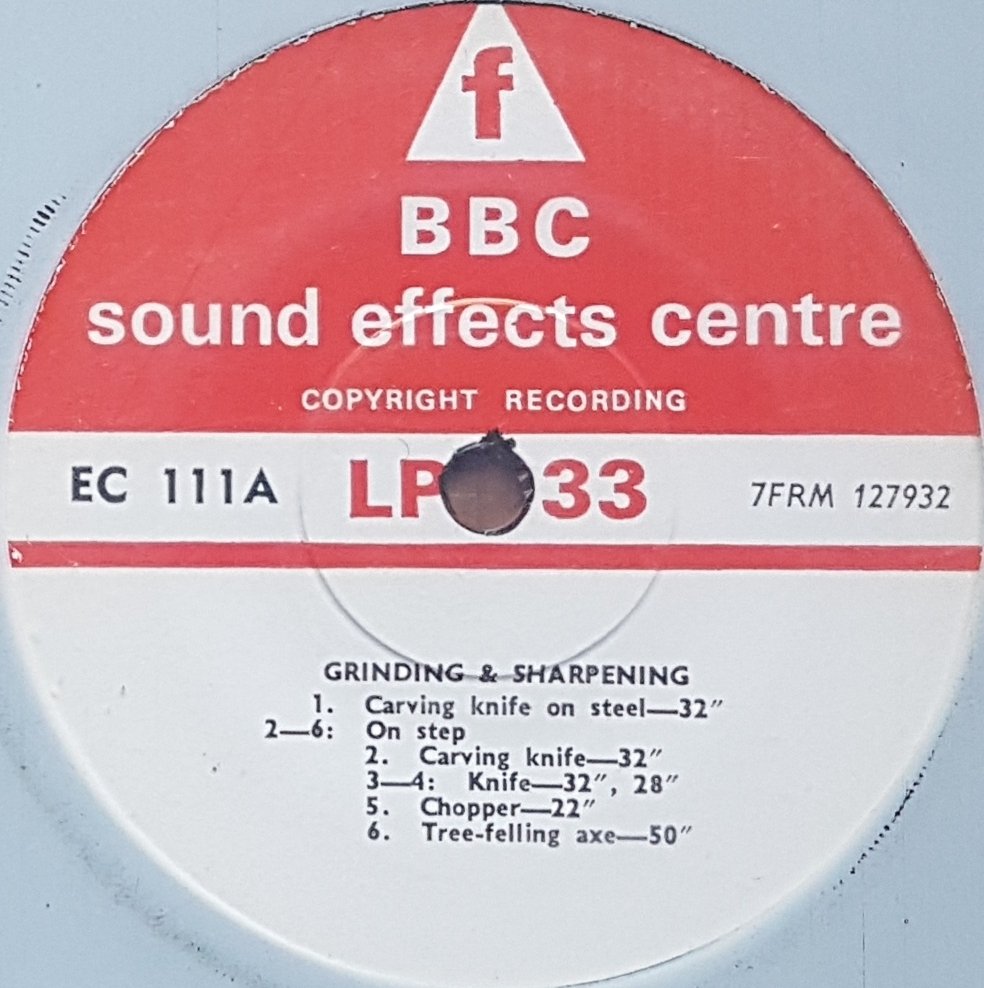 f
BBC
sound effects centre
COPYRIGHT RECORDING
EC 111A LP 33 7FRM 127932
GRINDING & SHARPENING
1. Carving knife on steel—32″
2—6: On step
2. Carving knife—32″
3—4: Knife—32″, 28″
5. Chopper—22″
6. Tree-felling axe—50″